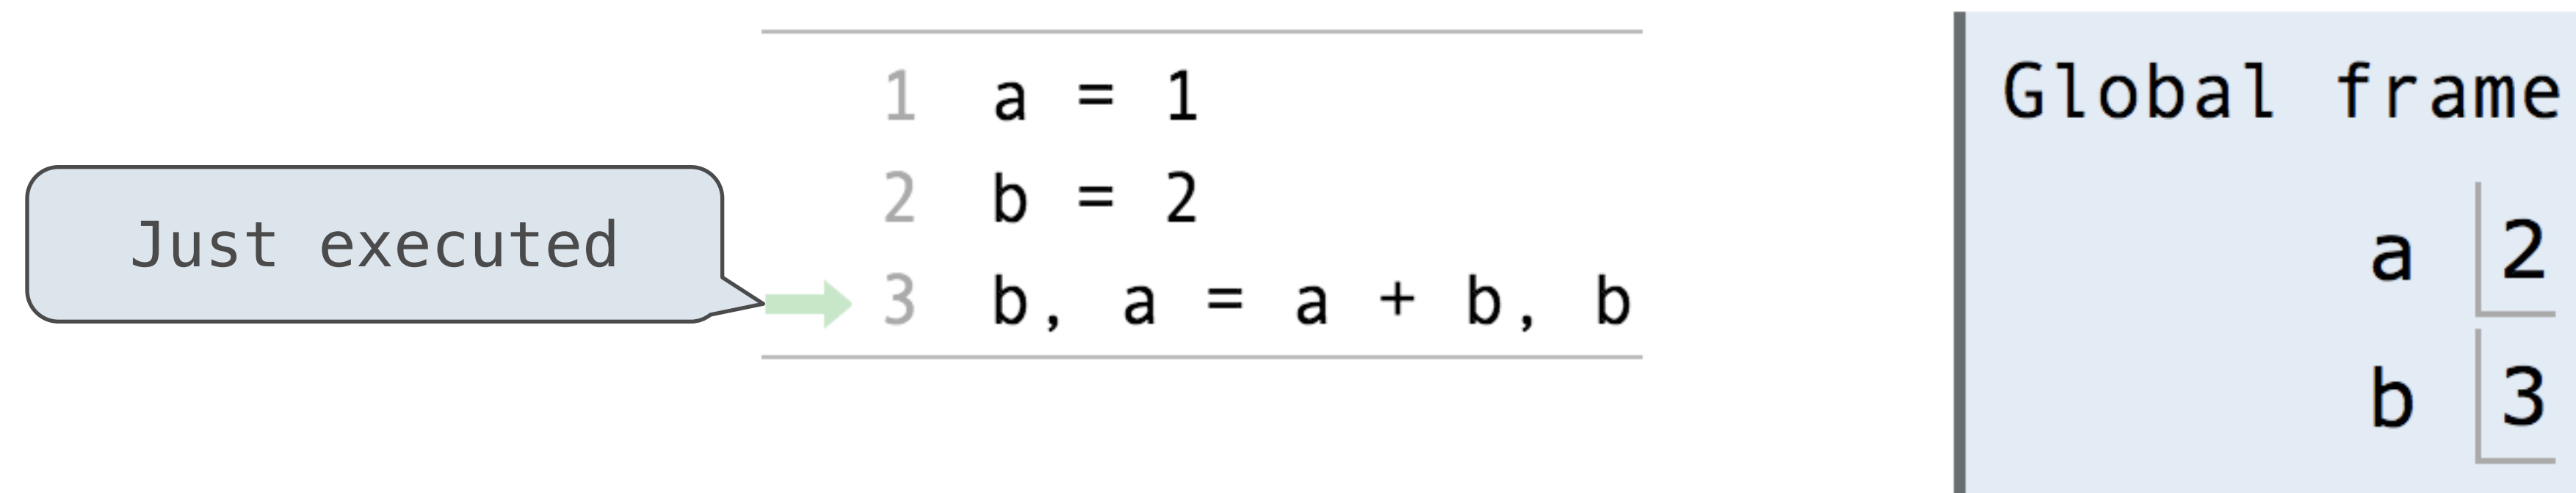 Just executed
1 a = 1
2 b = 2
3 b, a = a + b, b
Global frame
a 2
b 3